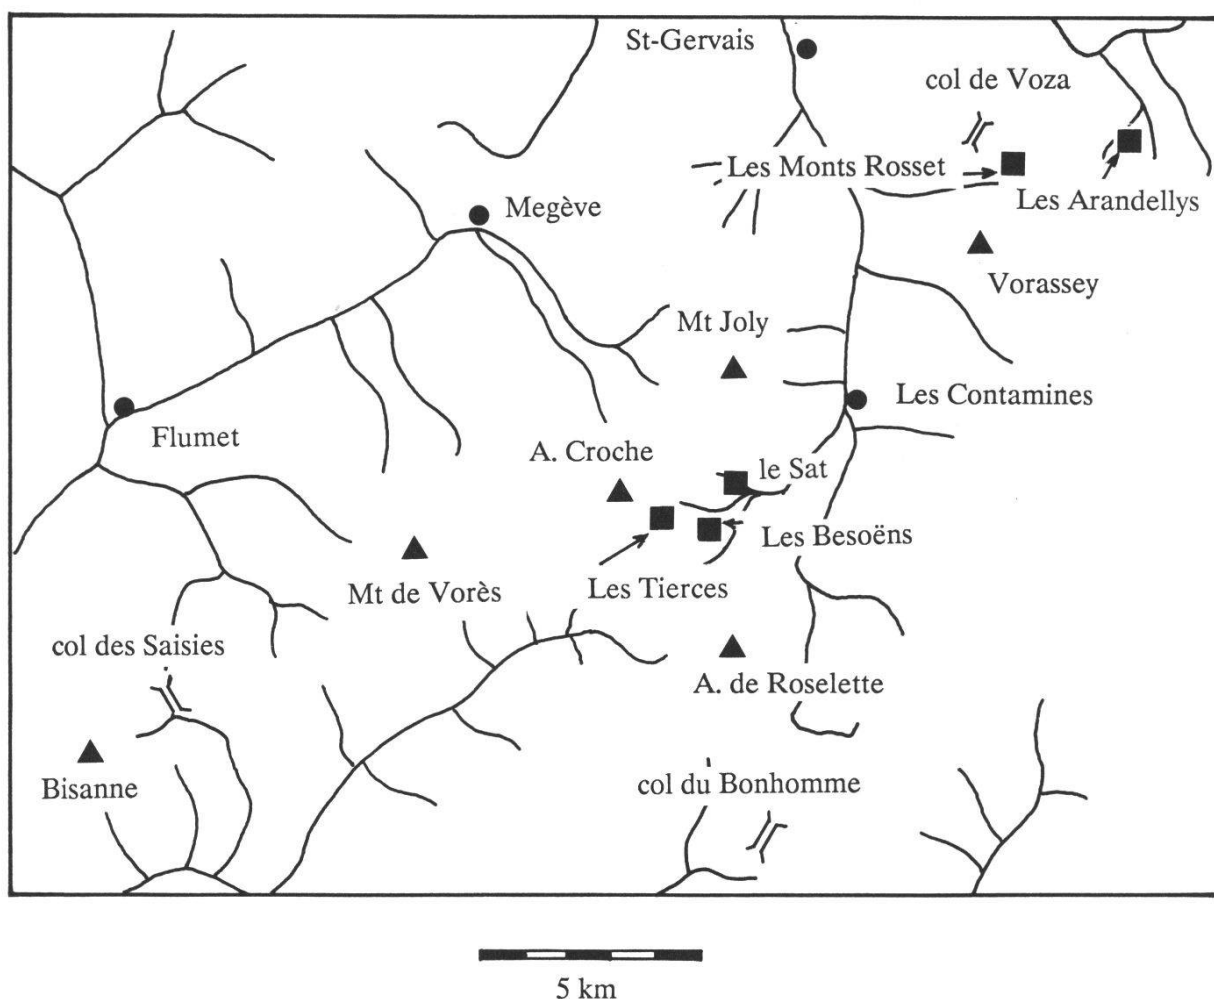 St-Gervais
col de Voza
Les Monts Rosset
Les Arandellys
Megève
Vorassey
Mt Joly
Les Contamines
Flumet
A. Croche
le Sat
Les Besoëns
Mt de Vorès
Les Tierces
col des Saisies
A. de Roselette
Bisanne
col du Bonhomme
5 km